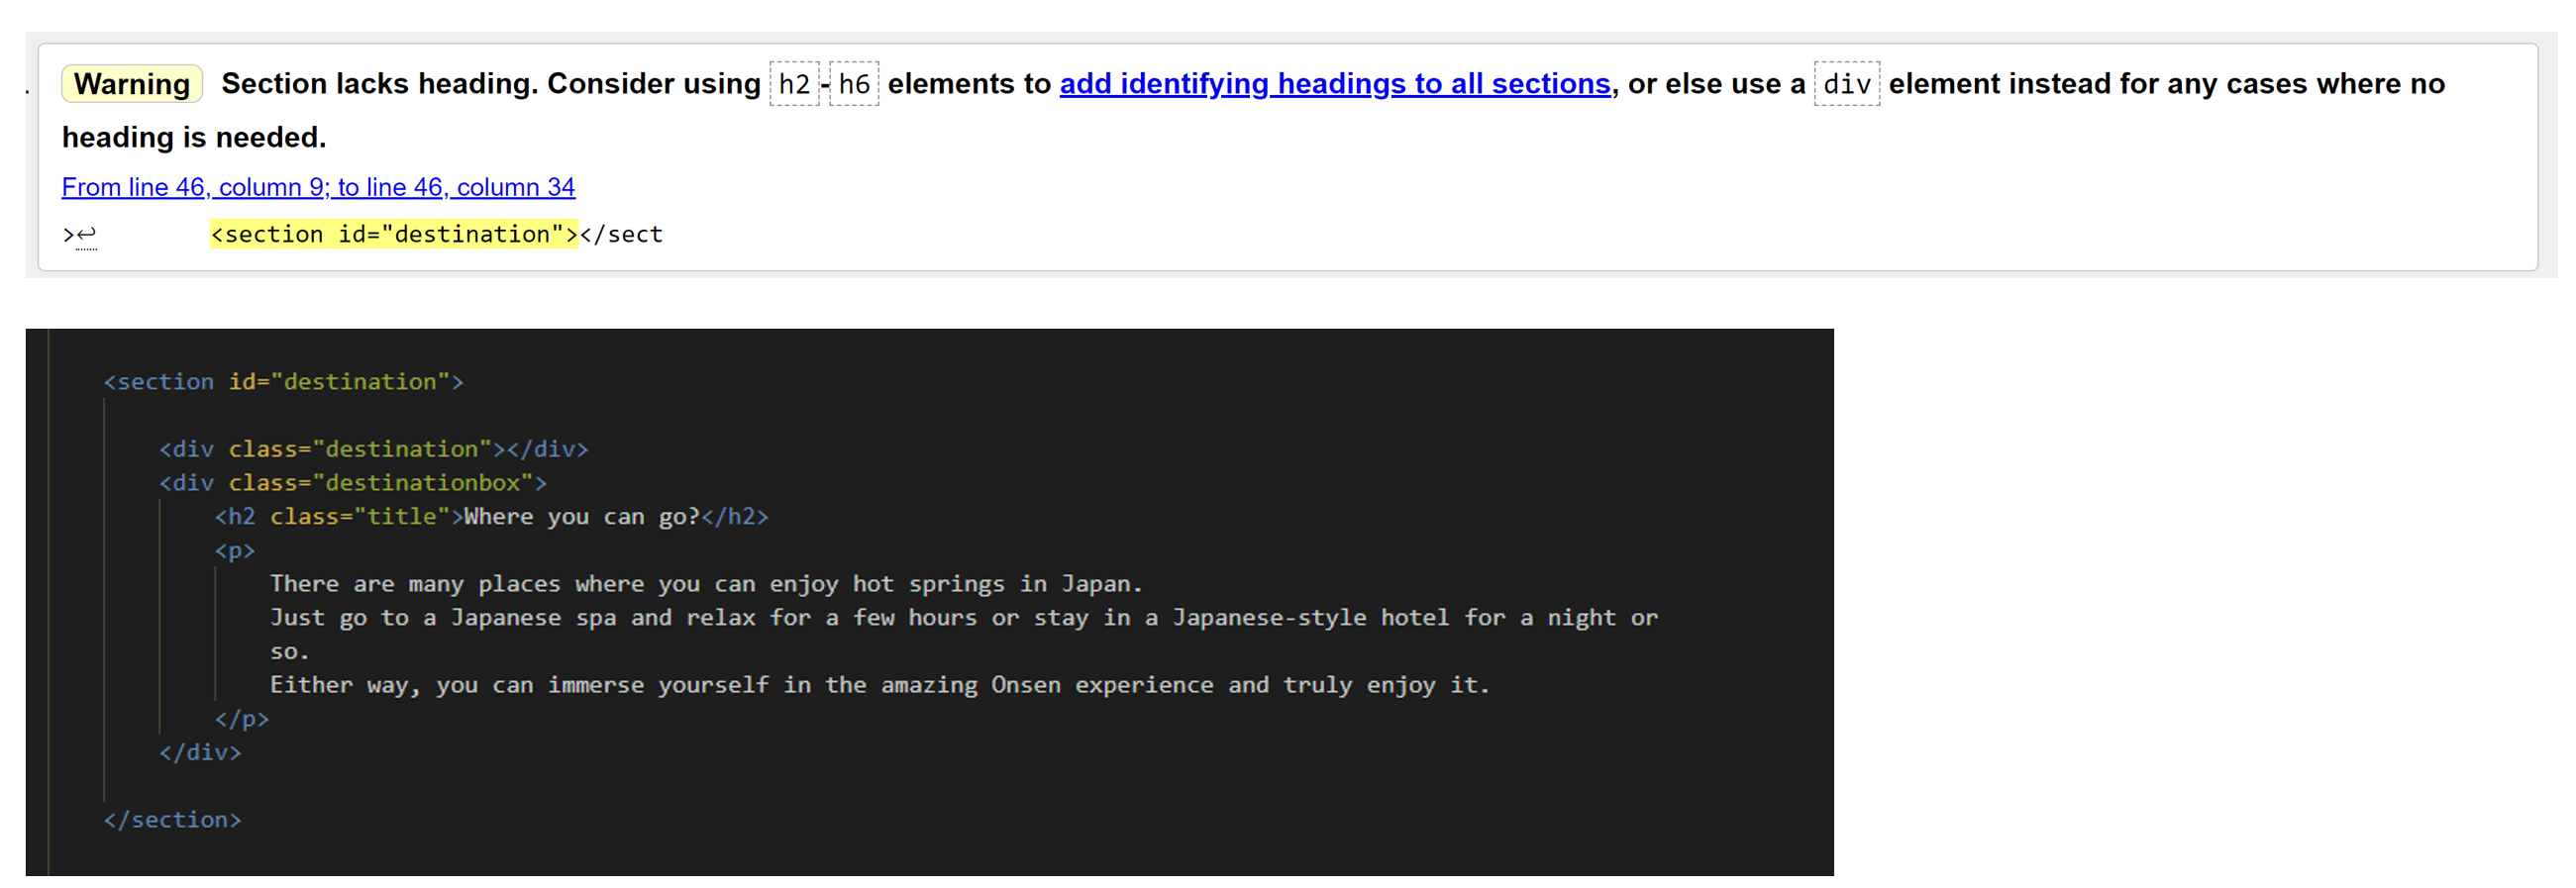 Warning Section lacks heading. Consider using h2-h6 elements to add identifying headings to all sections, or else use a div element instead for any cases where no
heading is needed.
From line 46, column 9; to line 46, column 34
>↩        <section id="destination"></sect
<section id="destination">
<div class="destination"></div>
<div class="destinationbox">
<h2 class="title">Where you can go?</h2>
<p>
There are many places where you can enjoy hot springs in Japan.
Just go to a Japanese spa and relax for a few hours or stay in a Japanese-style hotel for a night or
so.
Either way, you can immerse yourself in the amazing Onsen experience and truly enjoy it.
</p>
</div>
</section>